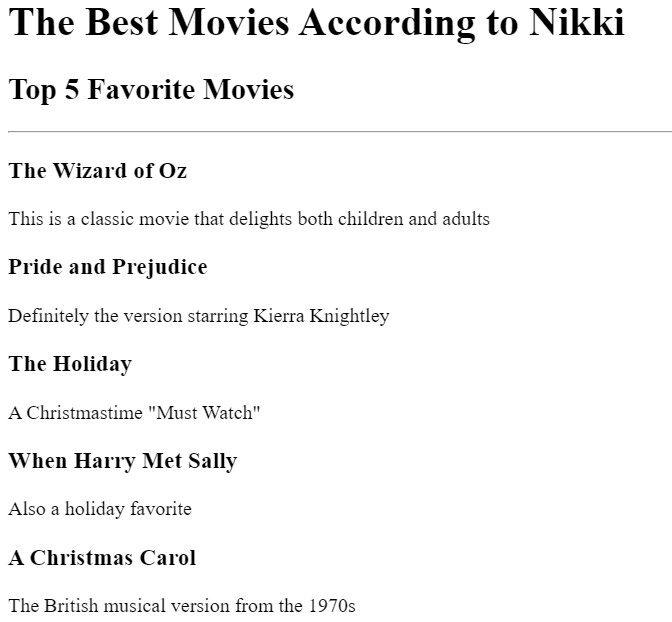 The Best Movies According to Nikki
Top 5 Favorite Movies
The Wizard of Oz
This is a classic movie that delights both children and adults
Pride and Prejudice
Definitely the version starring Kierra Knightley
The Holiday
A Christmastime "Must Watch"
When Harry Met Sally
Also a holiday favorite
A Christmas Carol
The British musical version from the 1970s